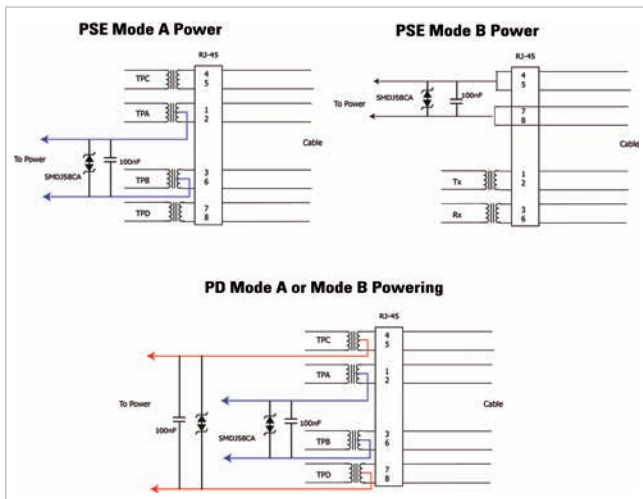 PSE Mode A Power
RJ-45
TPC
4
5
TPA
1
2
To Power
SMDJ58CA
100nF
Cable
TPB
3
6
TPD
7
8
PSE Mode B Power
RJ-45
4
5
SMDJ58CA
100nF
To Power
7
8
Cable
Tx
1
2
Rx
3
6
PD Mode A or Mode B Powering
RJ-45
TPC
4
5
TPA
1
2
To Power
100nF
SMDJ58CA
100nF
Cable
TPB
3
6
TPD
7
8